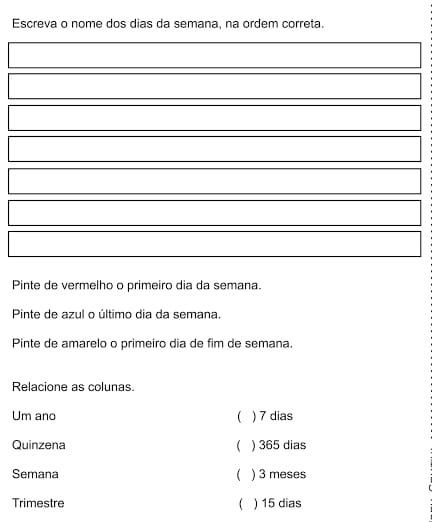 Escreva o nome dos dias da semana, na ordem correta.
Pinte de vermelho o primeiro dia da semana.
Pinte de azul o último dia da semana.
Pinte de amarelo o primeiro dia de fim de semana.
Relacione as colunas.
Um ano ( ) 7 dias
Quinzena ( ) 365 dias
Semana ( ) 3 meses
Trimestre ( ) 15 dias